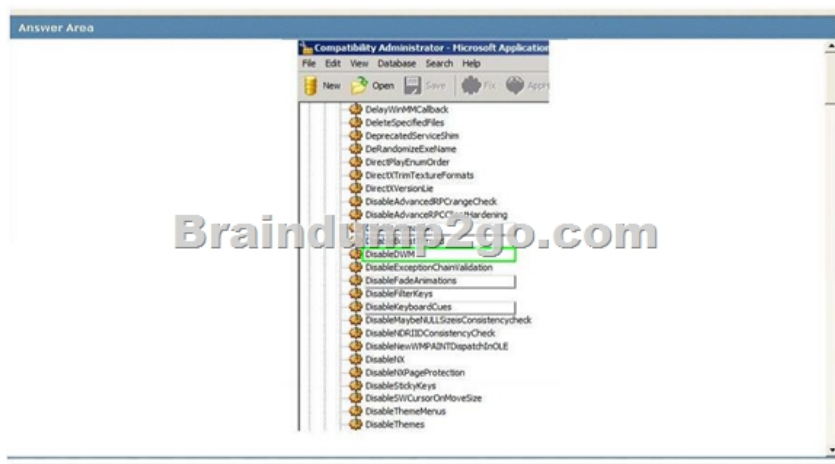 Answer Area
Compatibility Administrator - Microsoft Application
File Edit View Database Search Help
New Open Save Fix AppH
DelayWinMMCallback
DeleteSpecifiedFiles
DeprecatedServiceShim
DeRandomizeExeName
DirectPlayEnumOrder
DirectXTrimTextureFormats
DirectXVersionLie
DisableAdvancedRPCrangeCheck
DisableAdvanceRPCClientHardening
Braindump2go.com
DisableDWM
DisableExceptionChainValidation
DisableFadeAnimations
DisableFilterKeys
DisableKeyboardCues
DisableMaybeNULLSizeisConsistencycheck
DisableNDRIIDConsistencyCheck
DisableNewWMPAINTDispatchInOLE
DisableNX
DisableNXPageProtection
DisableStickyKeys
DisableSWCursorOnMoveSize
DisableThemeMenus
DisableThemes